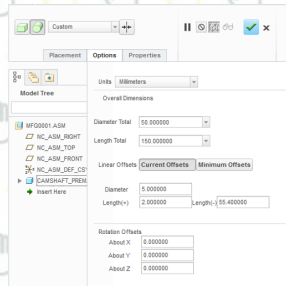 Custom
Placement Options Properties
Units Millimeters
Model Tree
Overall Dimensions
Diameter Total 50.000000
MFG0001.ASM
Length Total 150.000000
NC_ASM_RIGHT
NC_ASM_TOP
NC_ASM_FRONT
Linear Offsets Current Offsets Minimum Offsets
NC_ASM_DEF_CSY
CAMSHAFT_PREM
Diameter 5.000000
Insert Here
Length(+) 2.000000 Length(-) 55.400000
Rotation Offsets
About X 0.000000
About Y 0.000000
About Z 0.000000